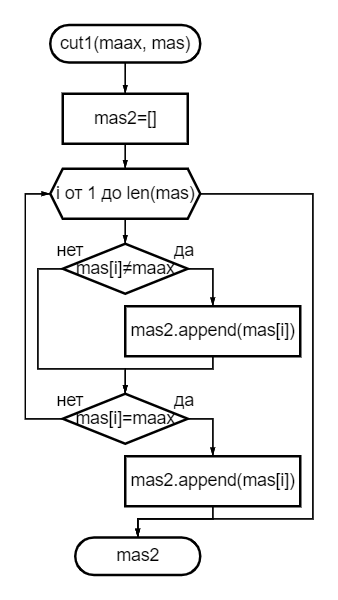 cut1(maax, mas)
mas2=[]
i от 1 до len(mas)
нет
да
mas[i]≠maax
mas2.append(mas[i])
нет
да
mas[i]=maax
mas2.append(mas[i])
mas2